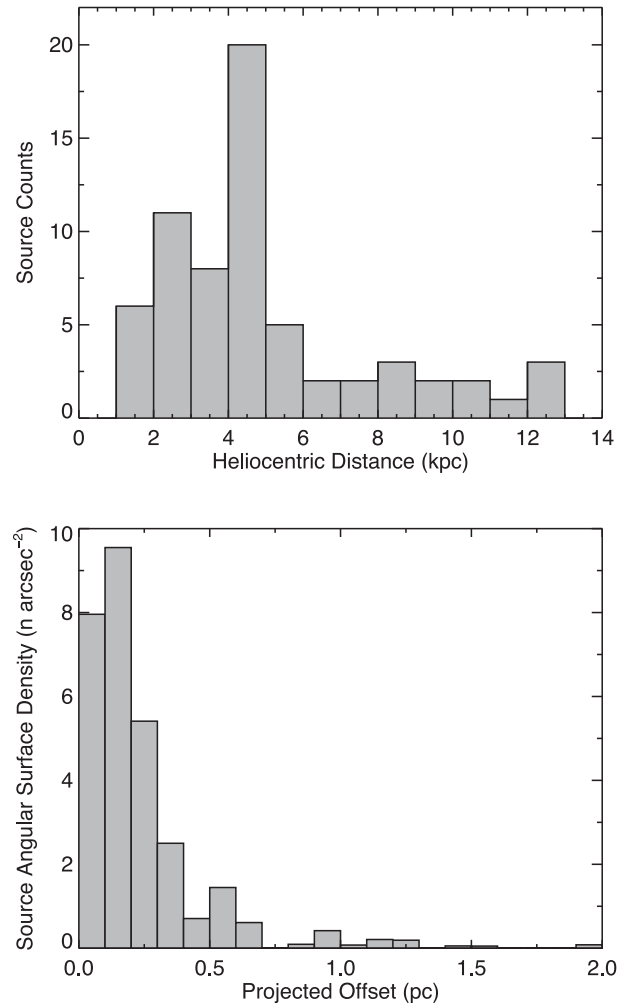 20
15
10
5
0
Source Counts
0 2 4 6 8 10 12 14
Heliocentric Distance (kpc)
10
8
6
4
2
0
Source Angular Surface Density (n arcsec⁻²)
0.0 0.5 1.0 1.5 2.0
Projected Offset (pc)